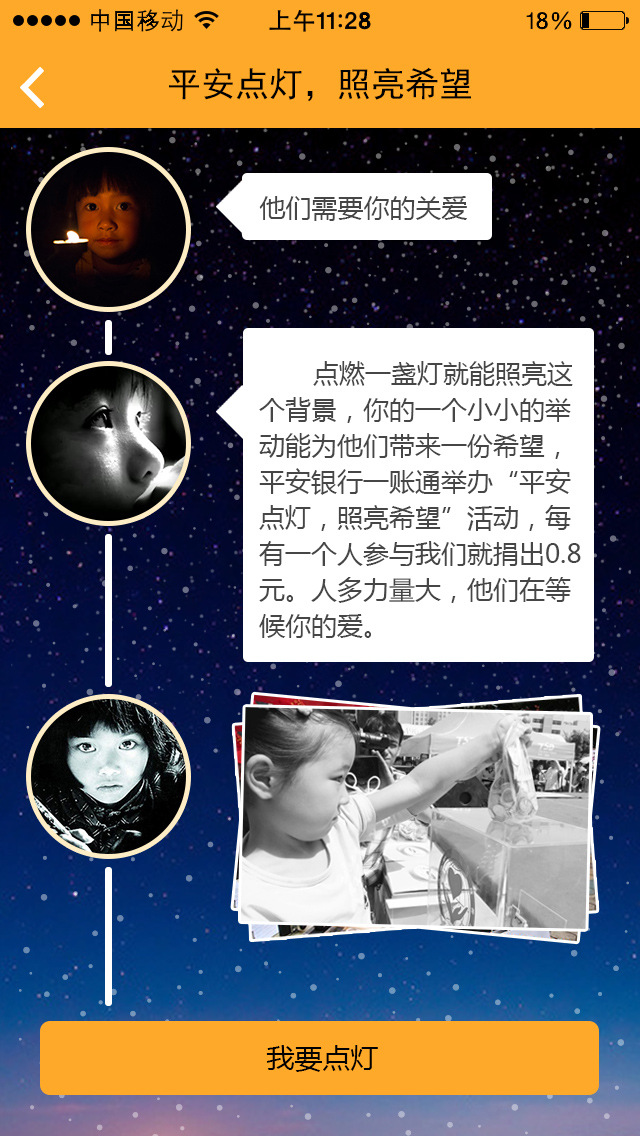 中国移动 上午11:28 18%
平安点灯，照亮希望
他们需要你的关爱
点燃一盏灯就能照亮这
个背景，你的一个小小的举
动能为他们带来一份希望，
平安银行一账通举办“平安
点灯，照亮希望”活动，每
有一个人参与我们就捐出0.8
元。人多力量大，他们在等
候你的爱。
我要点灯